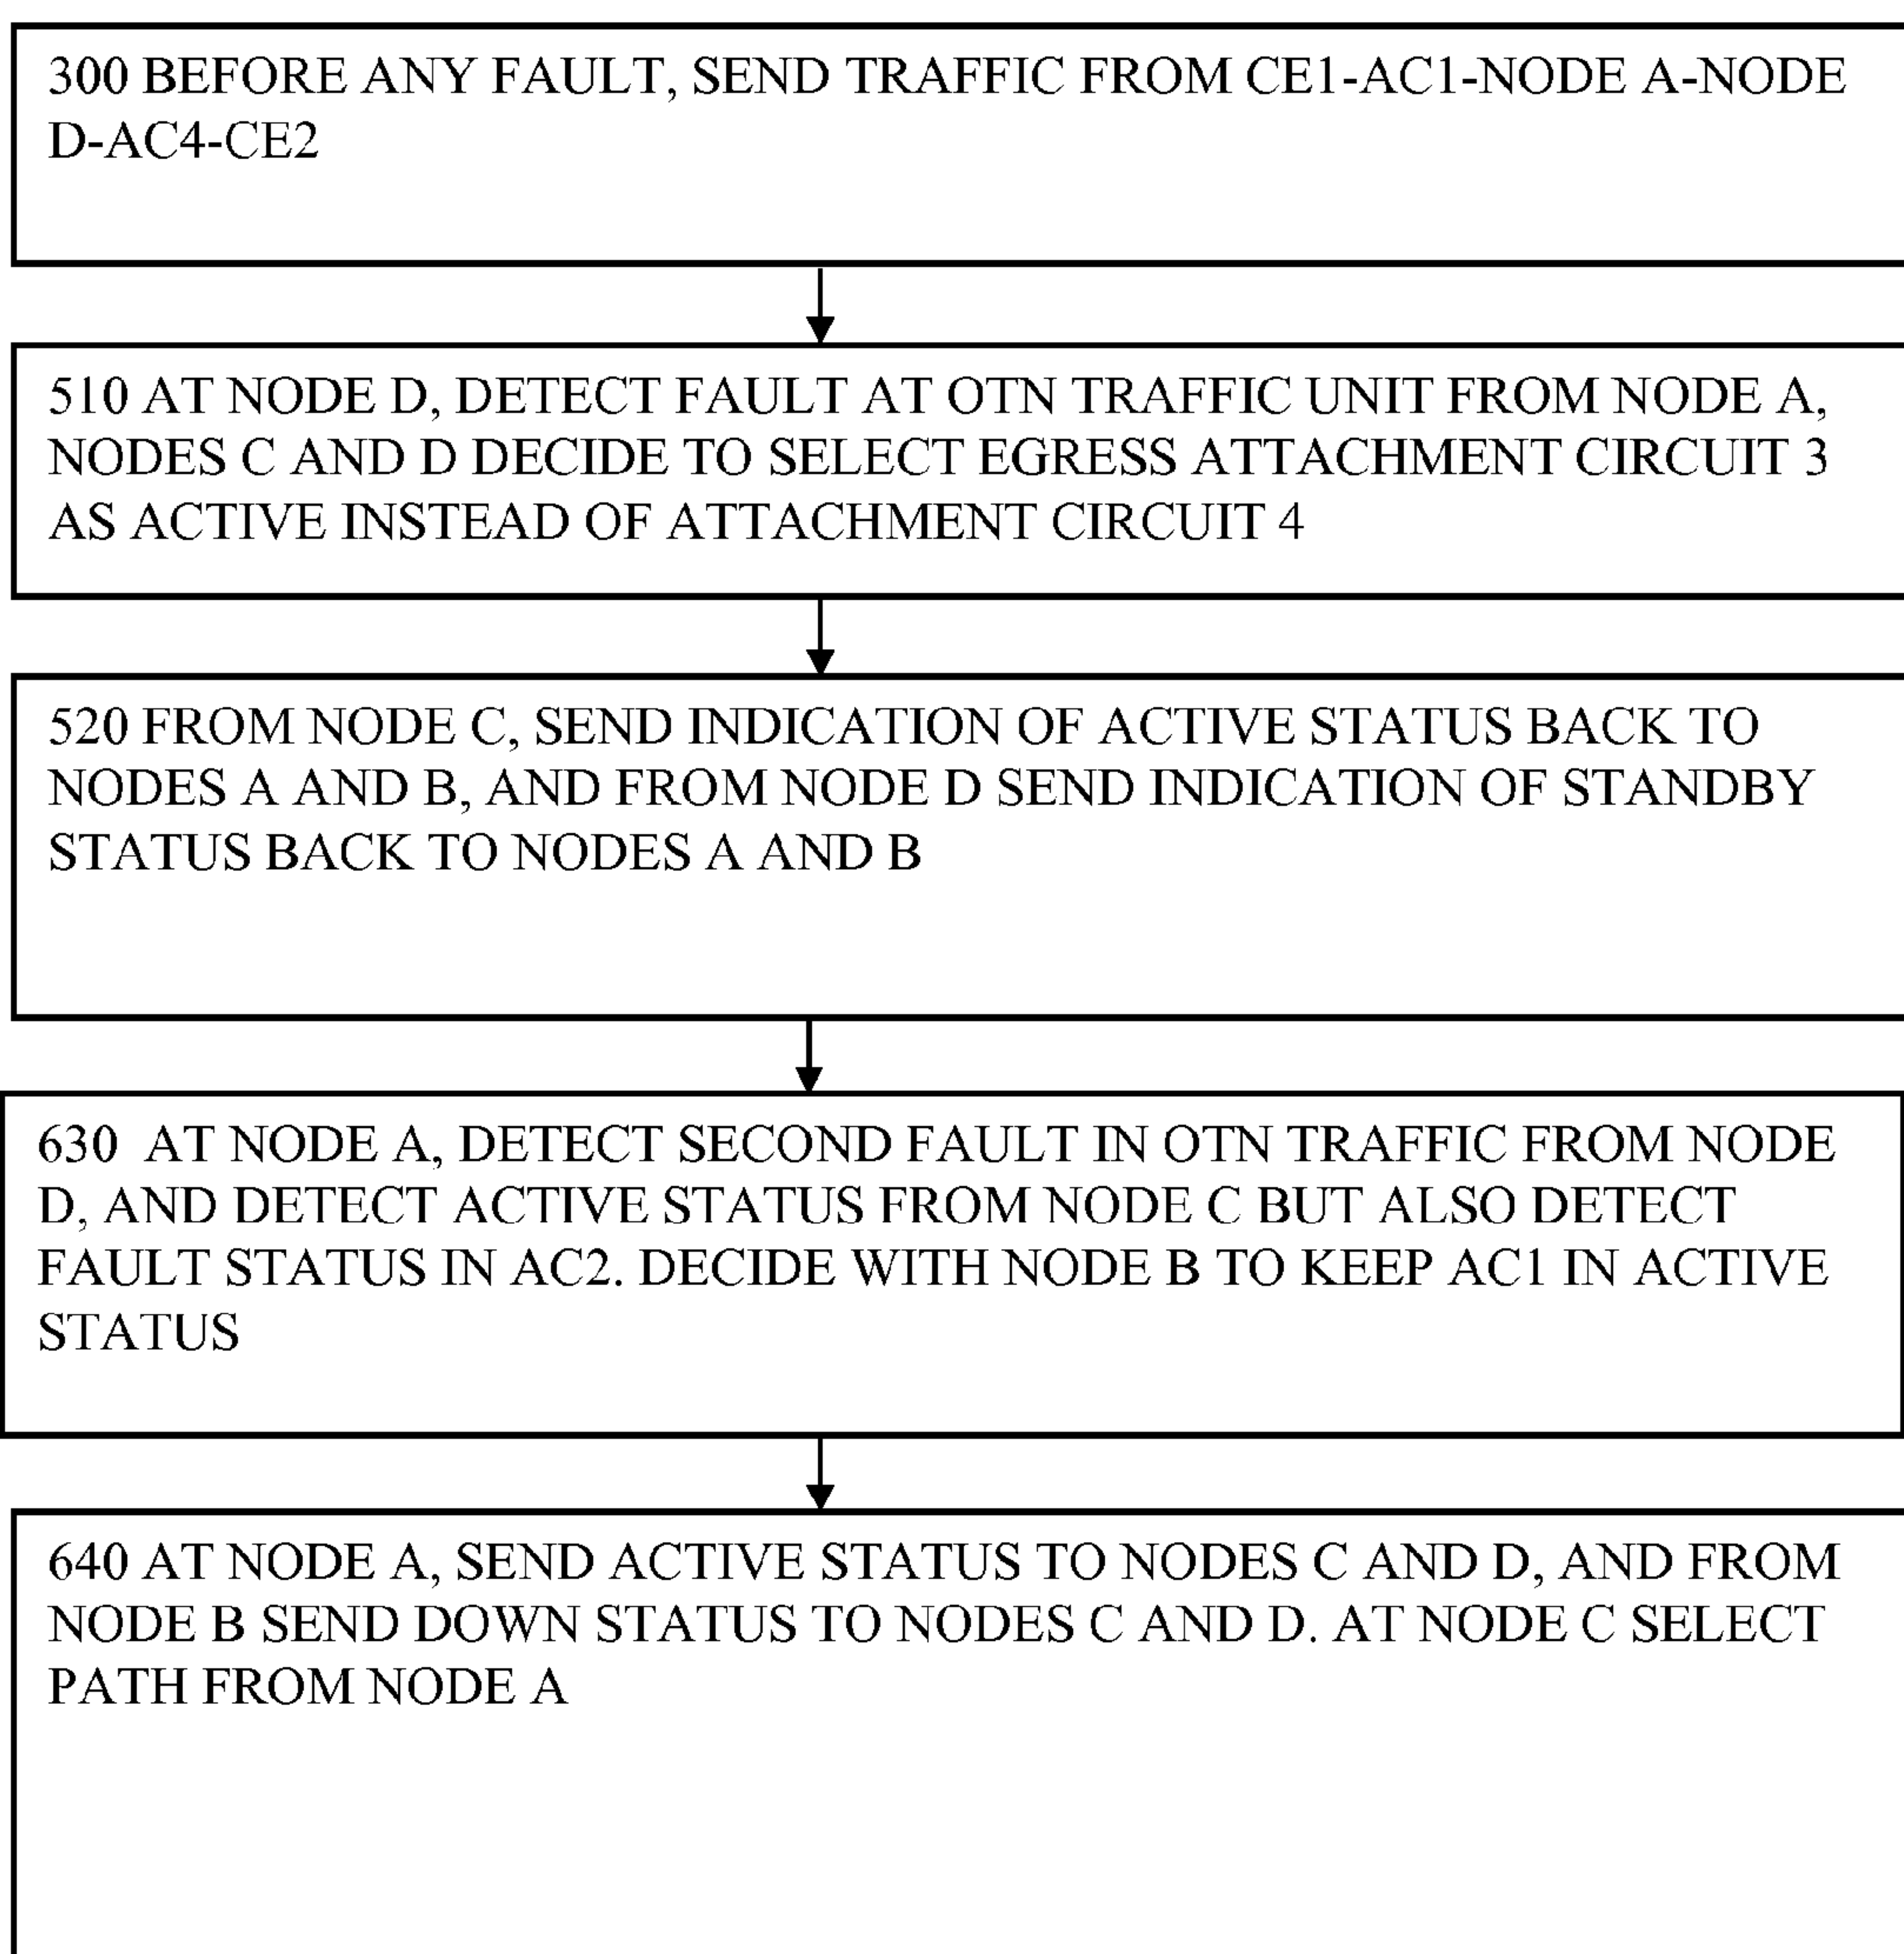 300 BEFORE ANY FAULT, SEND TRAFFIC FROM CE1-AC1-NODE A-NODE
D-AC4-CE2
510 AT NODE D, DETECT FAULT AT OTN TRAFFIC UNIT FROM NODE A,
NODES C AND D DECIDE TO SELECT EGRESS ATTACHMENT CIRCUIT 3
AS ACTIVE INSTEAD OF ATTACHMENT CIRCUIT 4
520 FROM NODE C, SEND INDICATION OF ACTIVE STATUS BACK TO
NODES A AND B, AND FROM NODE D SEND INDICATION OF STANDBY
STATUS BACK TO NODES A AND B
630 AT NODE A, DETECT SECOND FAULT IN OTN TRAFFIC FROM NODE
D, AND DETECT ACTIVE STATUS FROM NODE C BUT ALSO DETECT
FAULT STATUS IN AC2. DECIDE WITH NODE B TO KEEP AC1 IN ACTIVE
STATUS
640 AT NODE A, SEND ACTIVE STATUS TO NODES C AND D, AND FROM
NODE B SEND DOWN STATUS TO NODES C AND D. AT NODE C SELECT
PATH FROM NODE A